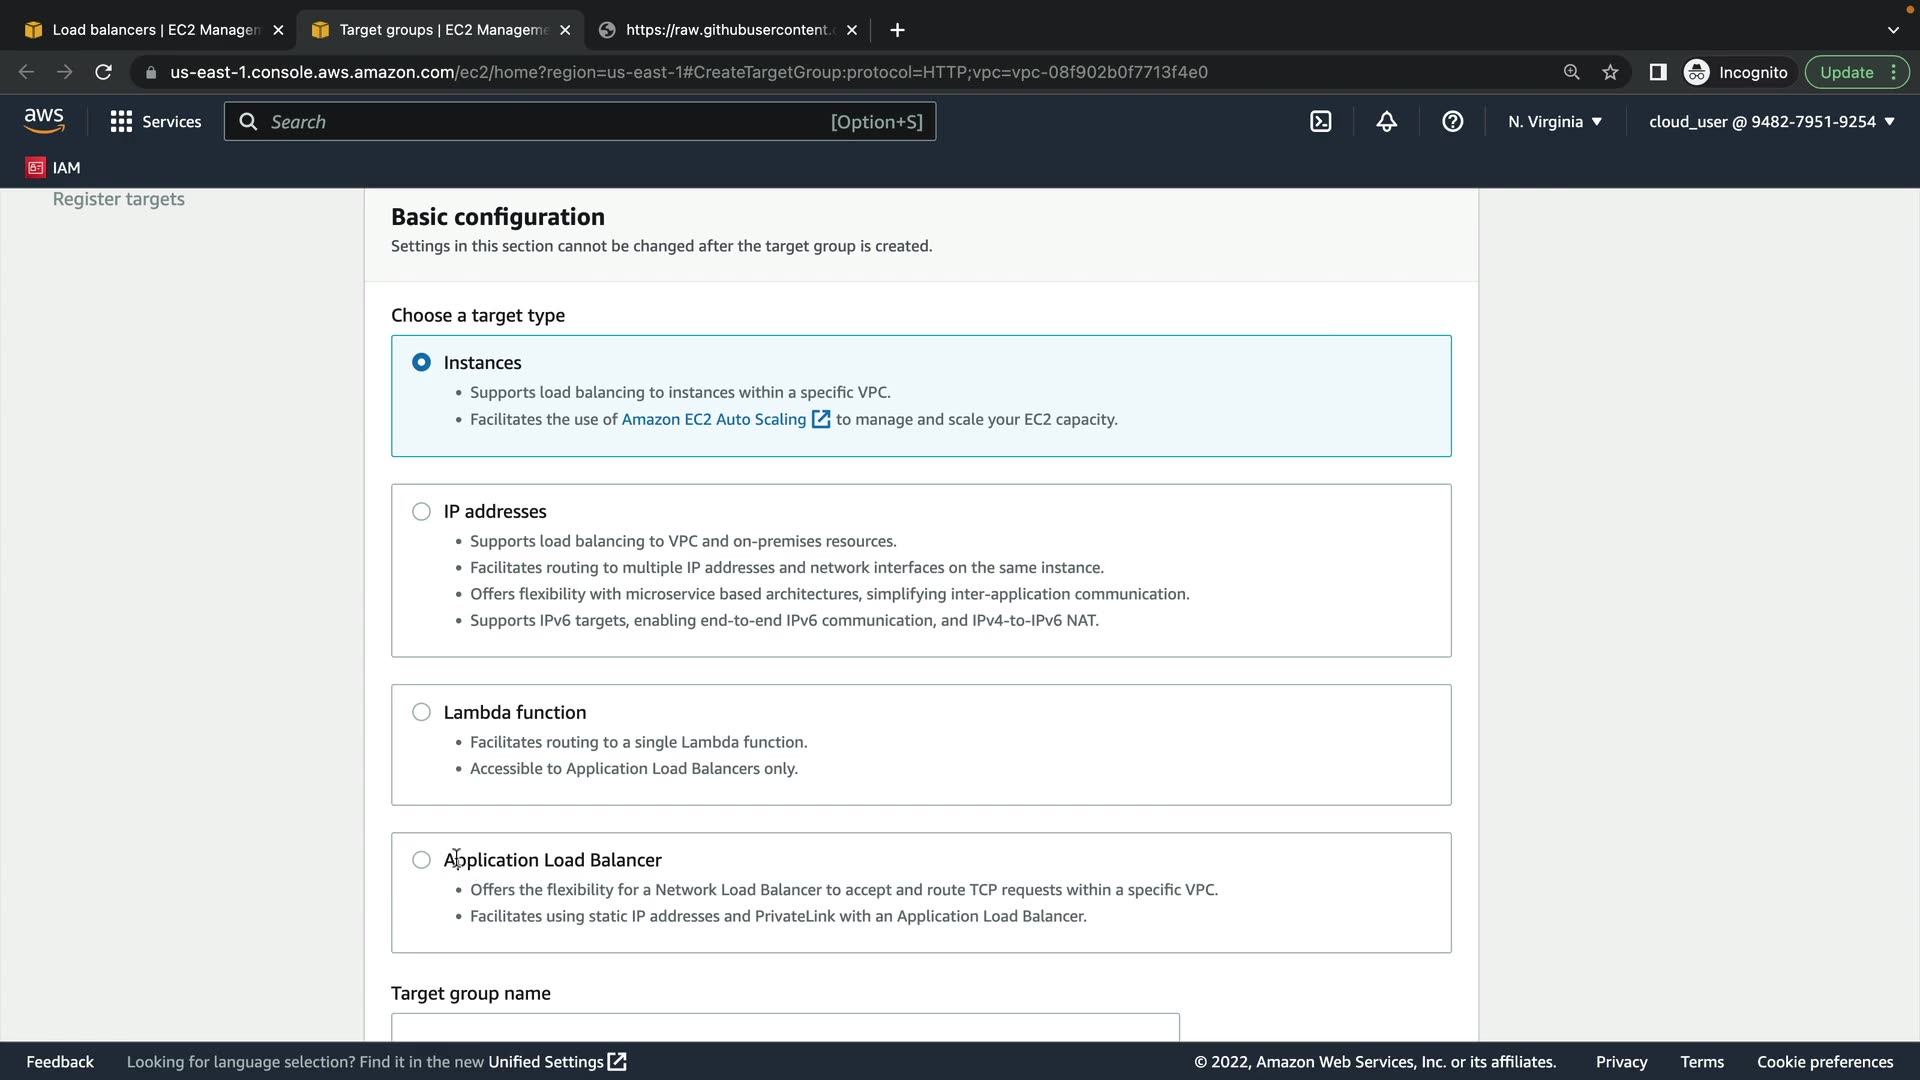 Load balancers | EC2 Managen
Target groups | EC2 Manageme
https://raw.githubusercontent.c
us-east-1.console.aws.amazon.com/ec2/home?region=us-east-1#CreateTargetGroup:protocol=HTTP;vpc=vpc-08f902b0f7713f4e0
Incognito
Update
aws
Services
Search
[Option+S]
N. Virginia
cloud_user @ 9482-7951-9254
IAM
Register targets
Basic configuration
Settings in this section cannot be changed after the target group is created.
Choose a target type
Instances
• Supports load balancing to instances within a specific VPC.
• Facilitates the use of Amazon EC2 Auto Scaling to manage and scale your EC2 capacity.
IP addresses
• Supports load balancing to VPC and on-premises resources.
• Facilitates routing to multiple IP addresses and network interfaces on the same instance.
• Offers flexibility with microservice based architectures, simplifying inter-application communication.
• Supports IPv6 targets, enabling end-to-end IPv6 communication, and IPv4-to-IPv6 NAT.
Lambda function
• Facilitates routing to a single Lambda function.
• Accessible to Application Load Balancers only.
Application Load Balancer
• Offers the flexibility for a Network Load Balancer to accept and route TCP requests within a specific VPC.
• Facilitates using static IP addresses and PrivateLink with an Application Load Balancer.
Target group name
Feedback
Looking for language selection? Find it in the new Unified Settings
© 2022, Amazon Web Services, Inc. or its affiliates.
Privacy
Terms
Cookie preferences